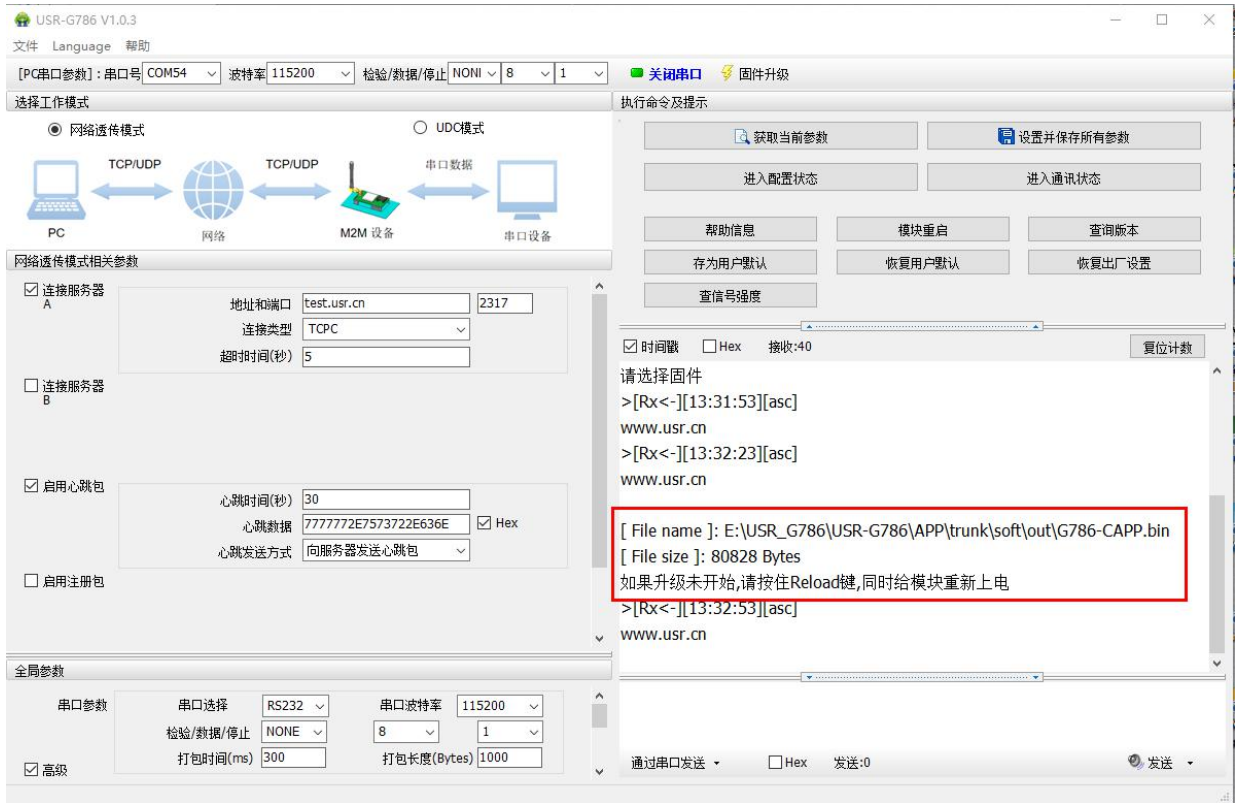 USR-G786 V1.0.3
文件 Language 帮助
[PC串口参数]：串口号 COM54 波特率 115200 检验/数据/停止 NONI 8 1 关闭串口 固件升级
选择工作模式
网络透传模式 UDC模式
TCP/UDP TCP/UDP 串口数据
PC 网络 M2M 设备 串口设备
网络透传模式相关参数
连接服务器
A
地址和端口 test.usr.cn 2317
连接类型 TCPC
超时时间(秒) 5
连接服务器
B
启用心跳包
心跳时间(秒) 30
心跳数据 7777772E7573722E636E Hex
心跳发送方式 向服务器发送心跳包
启用注册包
全局参数
串口参数 串口选择 RS232 串口波特率 115200
检验/数据/停止 NONE 8 1
打包时间(ms) 300 打包长度(Bytes) 1000
高级
执行命令及提示
获取当前参数 设置并保存所有参数
进入配置状态 进入通讯状态
帮助信息 模块重启 查询版本
存为用户默认 恢复用户默认 恢复出厂设置
查信号强度
时间戳 Hex 接收:40 复位计数
请选择固件
>[Rx<-][13:31:53][asc]
www.usr.cn
>[Rx<-][13:32:23][asc]
www.usr.cn
[ File name ]: E:\USR_G786\USR-G786\APP\trunk\soft\out\G786-CAPP.bin
[ File size ]: 80828 Bytes
如果升级未开始,请按住Reload键,同时给模块重新上电
>[Rx<-][13:32:53][asc]
www.usr.cn
通过串口发送 Hex 发送:0 发送